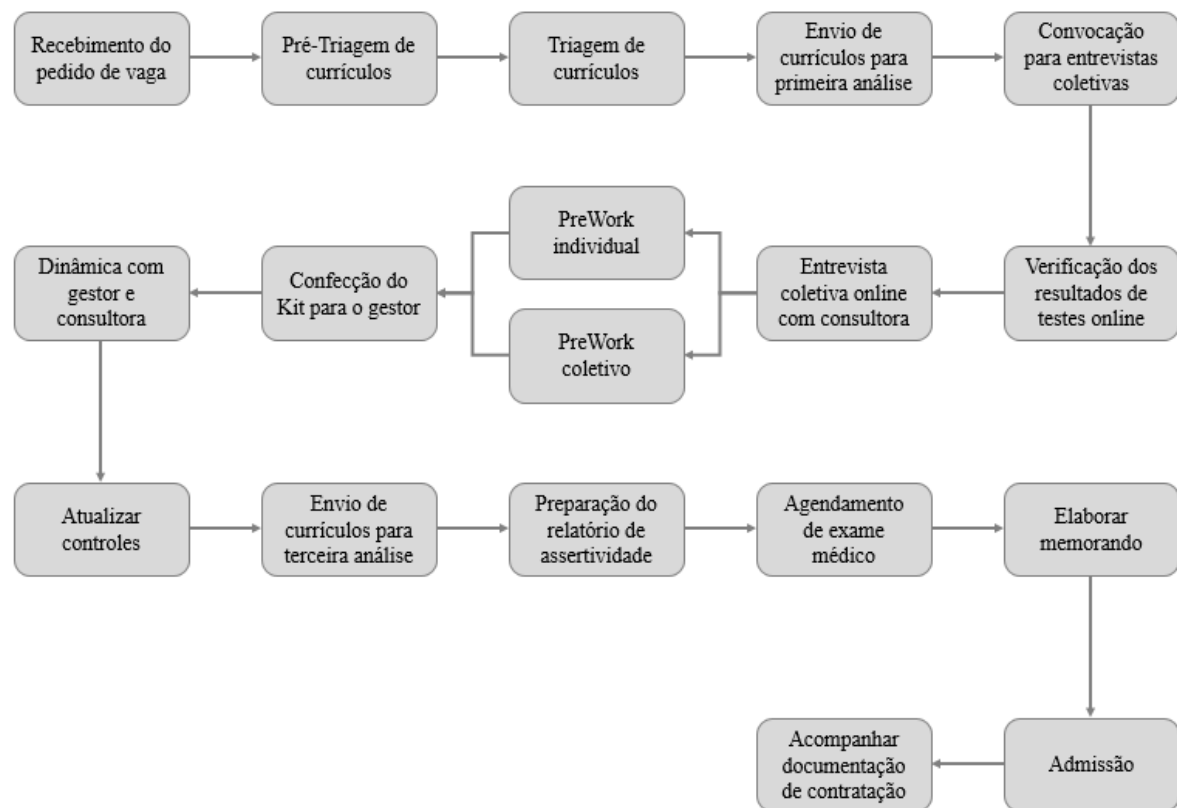 Recebimento do
pedido de vaga
Pré-Triagem de
currículos
Triagem de
currículos
Envio de
currículos para
primeira análise
Convocação
para entrevistas
coletivas
Verificação dos
resultados de
testes online
Entrevista
coletiva online
com consultora
PreWork
individual
PreWork
coletivo
Confecção do
Kit para o gestor
Dinâmica com
gestor e
consultora
Atualizar
controles
Envio de
currículos para
terceira análise
Preparação do
relatório de
assertividade
Agendamento
de exame
médico
Elaborar
memorando
Admissão
Acompanhar
documentação
de contratação